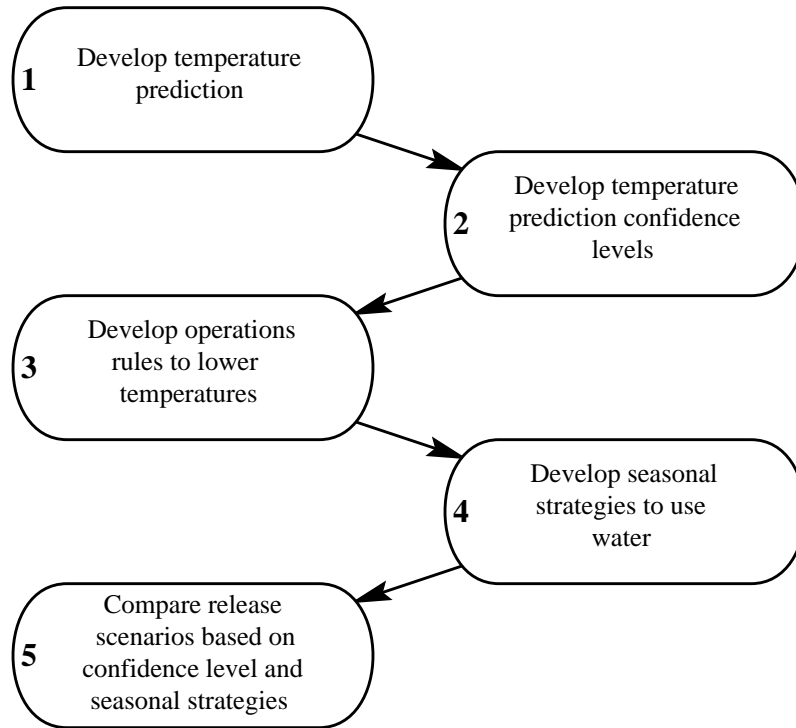 1
Develop temperature
prediction
2
Develop temperature
prediction confidence
levels
3
Develop operations
rules to lower
temperatures
4
Develop seasonal
strategies to use
water
5
Compare release
scenarios based on
confidence level and
seasonal strategies